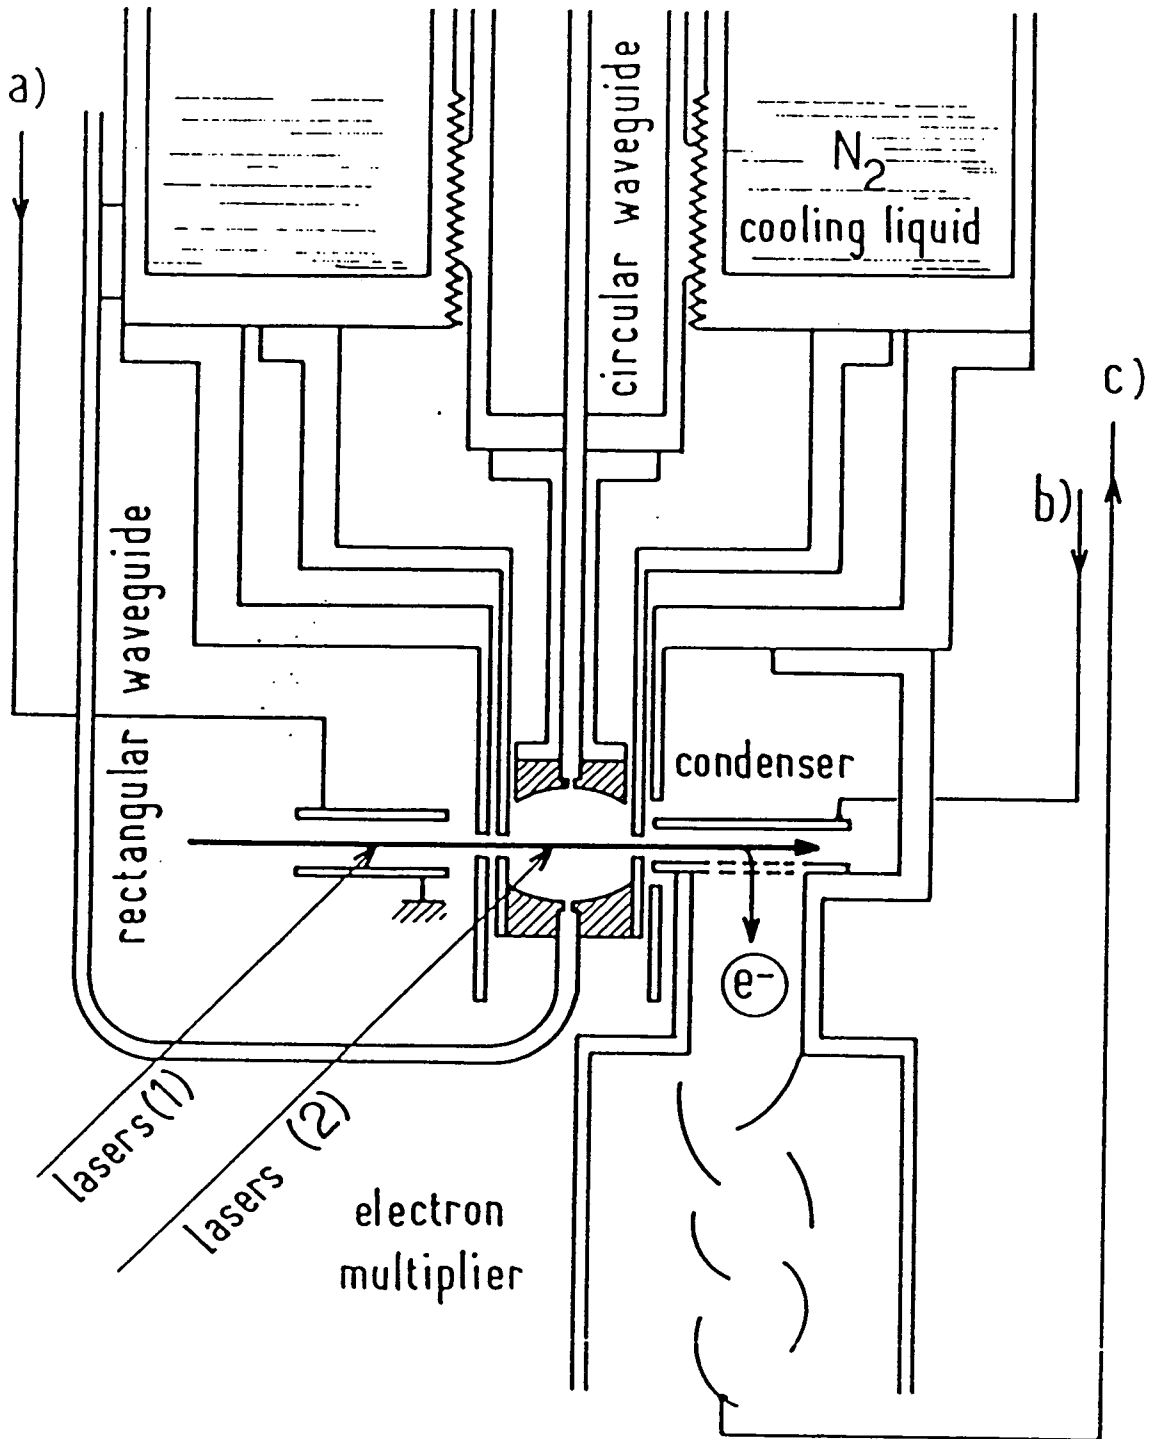 a)
circular waveguide
N2
cooling liquid
c)
b)
rectangular waveguide
condenser
e-
lasers (1)
lasers (2)
electron
multiplier